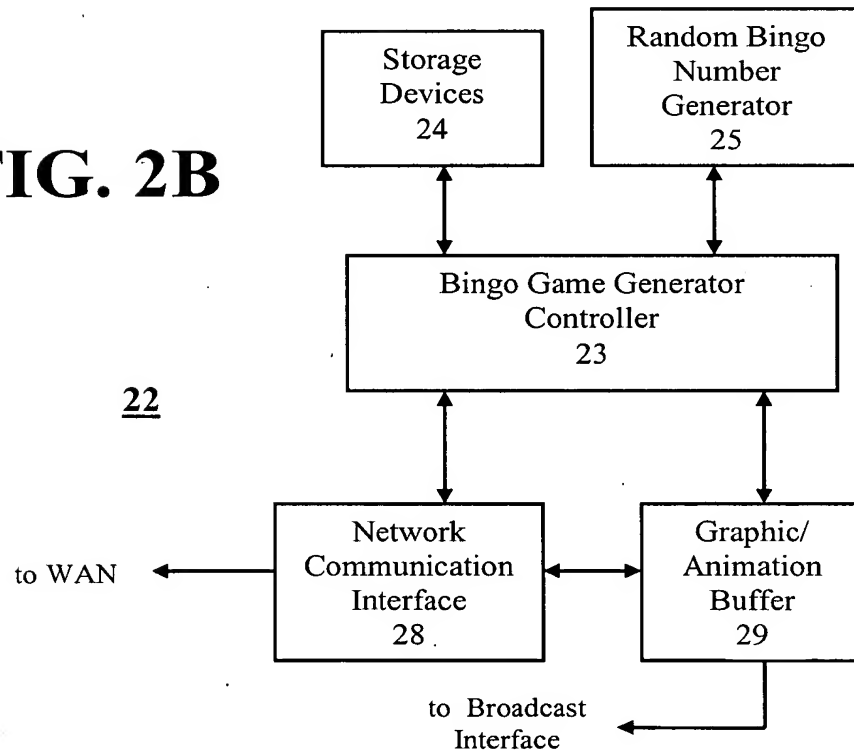 Storage
Devices
24
Random Bingo
Number
Generator
25
FIG. 2B
Bingo Game Generator
Controller
23
22
Network
Communication
Interface
28
Graphic/
Animation
Buffer
29
to WAN
to Broadcast
Interface